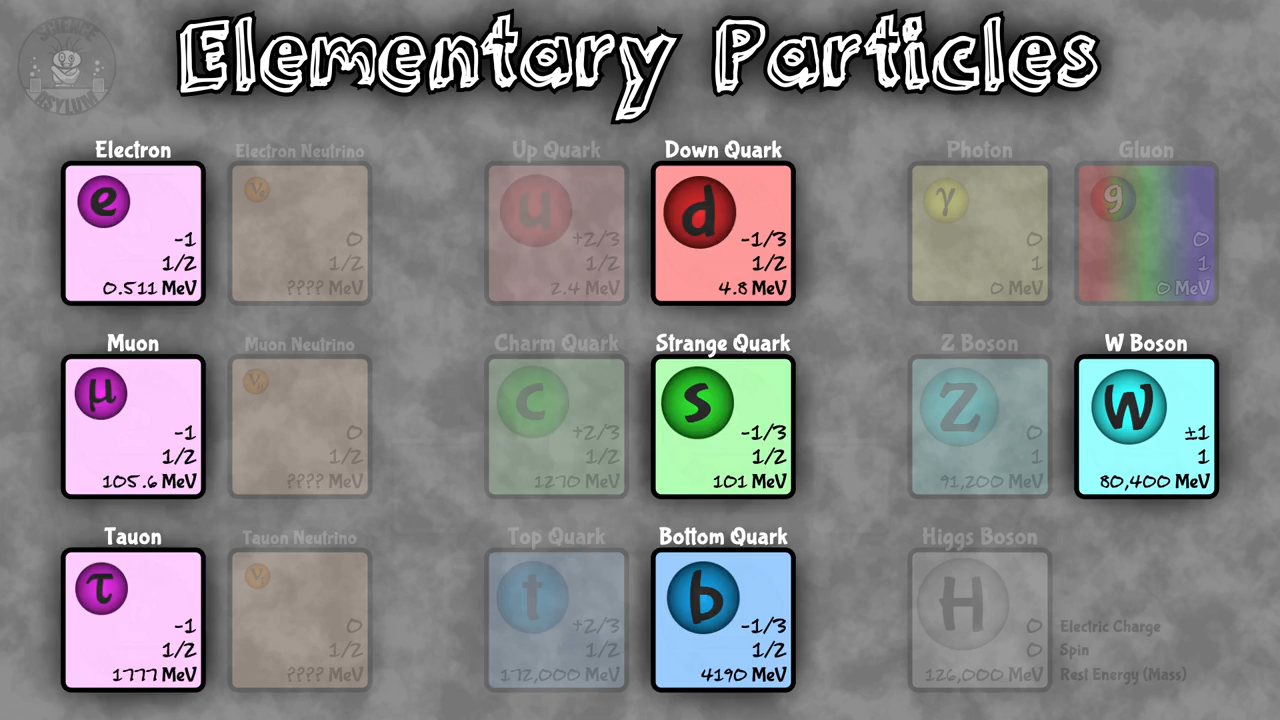 SCIENCE
ASYLUM
Elementary Particles
Electron
e
-1
1/2
0.511 MeV
Electron Neutrino
νe
0
1/2
???? MeV
Up Quark
u
+2/3
1/2
2.4 MeV
Down Quark
d
-1/3
1/2
4.8 MeV
Photon
γ
0
1
0 MeV
Gluon
g
0
1
0 MeV
Muon
μ
-1
1/2
105.6 MeV
Muon Neutrino
ν
0
1/2
???? MeV
Charm Quark
c
+2/3
1/2
1270 MeV
Strange Quark
s
-1/3
1/2
101 MeV
Z Boson
Z
0
1
91,200 MeV
W Boson
W
±1
1
80,400 MeV
Tauon
τ
-1
1/2
1777 MeV
Tauon Neutrino
ν
0
1/2
???? MeV
Top Quark
t
+2/3
1/2
172,000 MeV
Bottom Quark
b
-1/3
1/2
4190 MeV
Higgs Boson
H
0 Electric Charge
0 Spin
126,000 MeV Rest Energy (Mass)